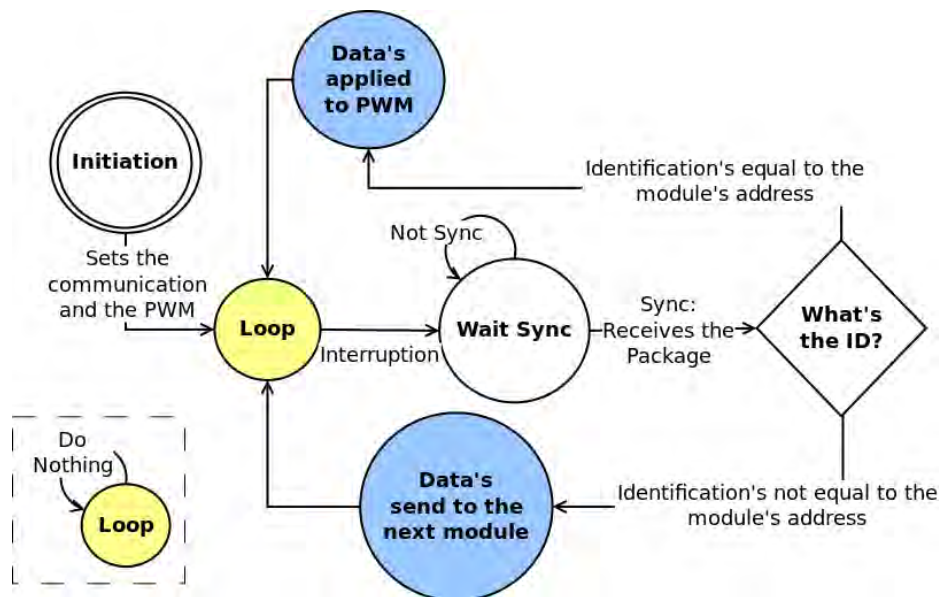 Data's
applied
to PWM
Initiation
Identification's equal to the
module's address
Sets the
communication
and the PWM
Not Sync
Loop
Interruption
Wait Sync
Sync:
Receives the
Package
What's
the ID?
Do
Nothing
Loop
Data's
send to the
next module
Identification's not equal to the
module's address